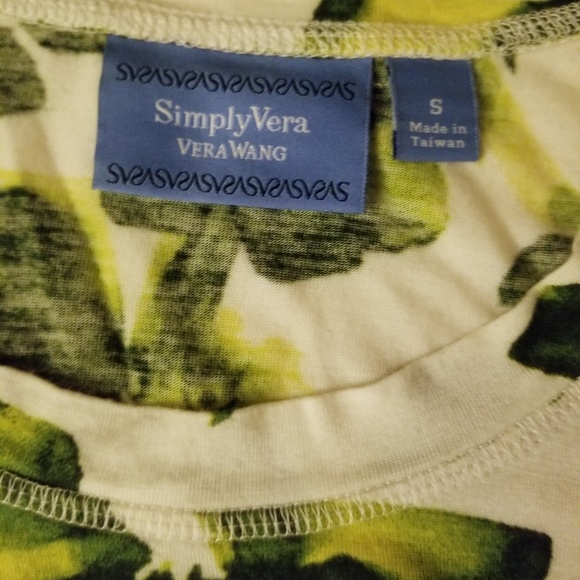 SimplyVera
VERA WANG
S
Made in
Taiwan